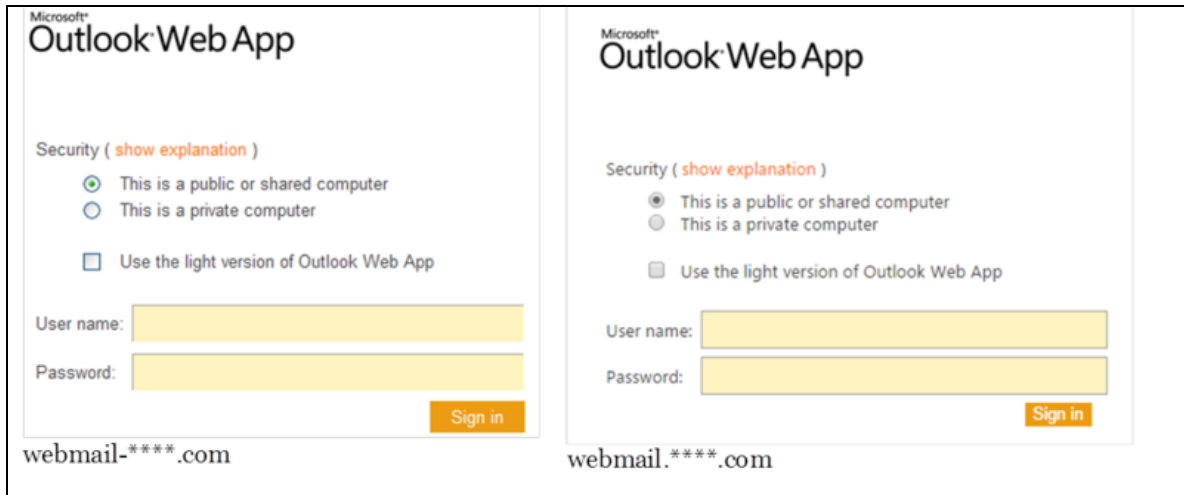 Microsoft®
Outlook Web App
Security ( show explanation )
This is a public or shared computer
This is a private computer
Use the light version of Outlook Web App
User name:
Password:
Sign in
webmail-****.com
Microsoft®
Outlook Web App
Security ( show explanation )
This is a public or shared computer
This is a private computer
Use the light version of Outlook Web App
User name:
Password:
Sign in
webmail.****.com